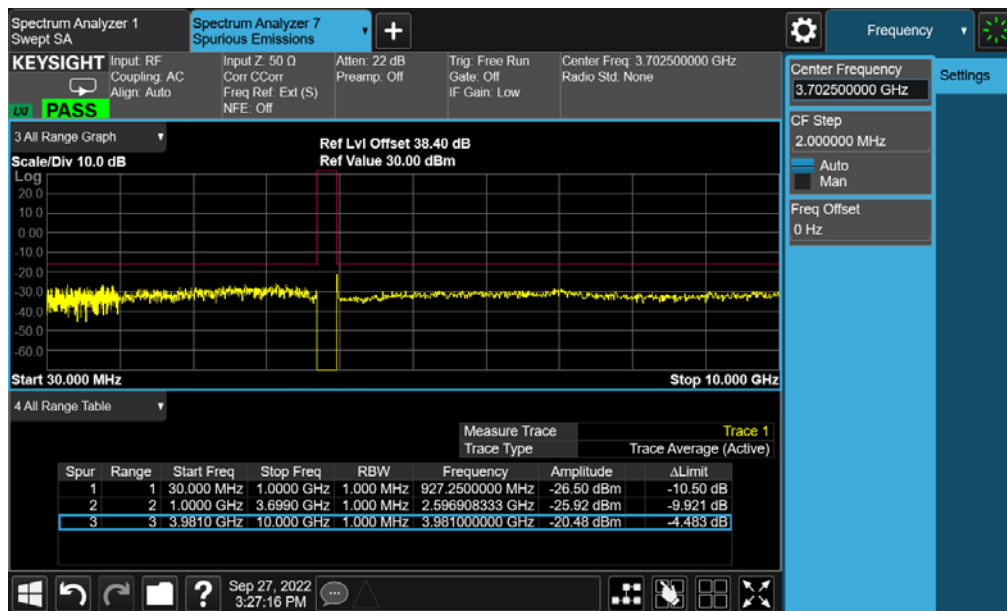 Spectrum Analyzer 1
Swept SA
Spectrum Analyzer 7
Spurious Emissions
Frequency
KEYSIGHT
Input: RF
Coupling: AC
Align: Auto
Input Z: 50 Ω
Corr CCorr
Freq Ref: Ext (S)
NFE: Off
Atten: 22 dB
Preamp: Off
Trig: Free Run
Gate: Off
IF Gain: Low
Center Freq: 3.702500000 GHz
Radio Std: None
LXI PASS
Center Frequency
3.702500000 GHz
Settings
CF Step
2.000000 MHz
Auto
Man
Freq Offset
0 Hz
3 All Range Graph
Scale/Div 10.0 dB
Ref Lvl Offset 38.40 dB
Ref Value 30.00 dBm
Log
20.0
10.0
0.00
-10.0
-20.0
-30.0
-40.0
-50.0
-60.0
Start 30.000 MHz
Stop 10.000 GHz
4 All Range Table
Measure Trace Trace 1
Trace Type Trace Average (Active)
Spur Range Start Freq Stop Freq RBW Frequency Amplitude ΔLimit
1 1 30.000 MHz 1.0000 GHz 1.000 MHz 927.2500000 MHz -26.50 dBm -10.50 dB
2 2 1.0000 GHz 3.6990 GHz 1.000 MHz 2.596908333 GHz -25.92 dBm -9.921 dB
3 3 3.9810 GHz 10.000 GHz 1.000 MHz 3.981000000 GHz -20.48 dBm -4.483 dB
?
Sep 27, 2022
3:27:16 PM